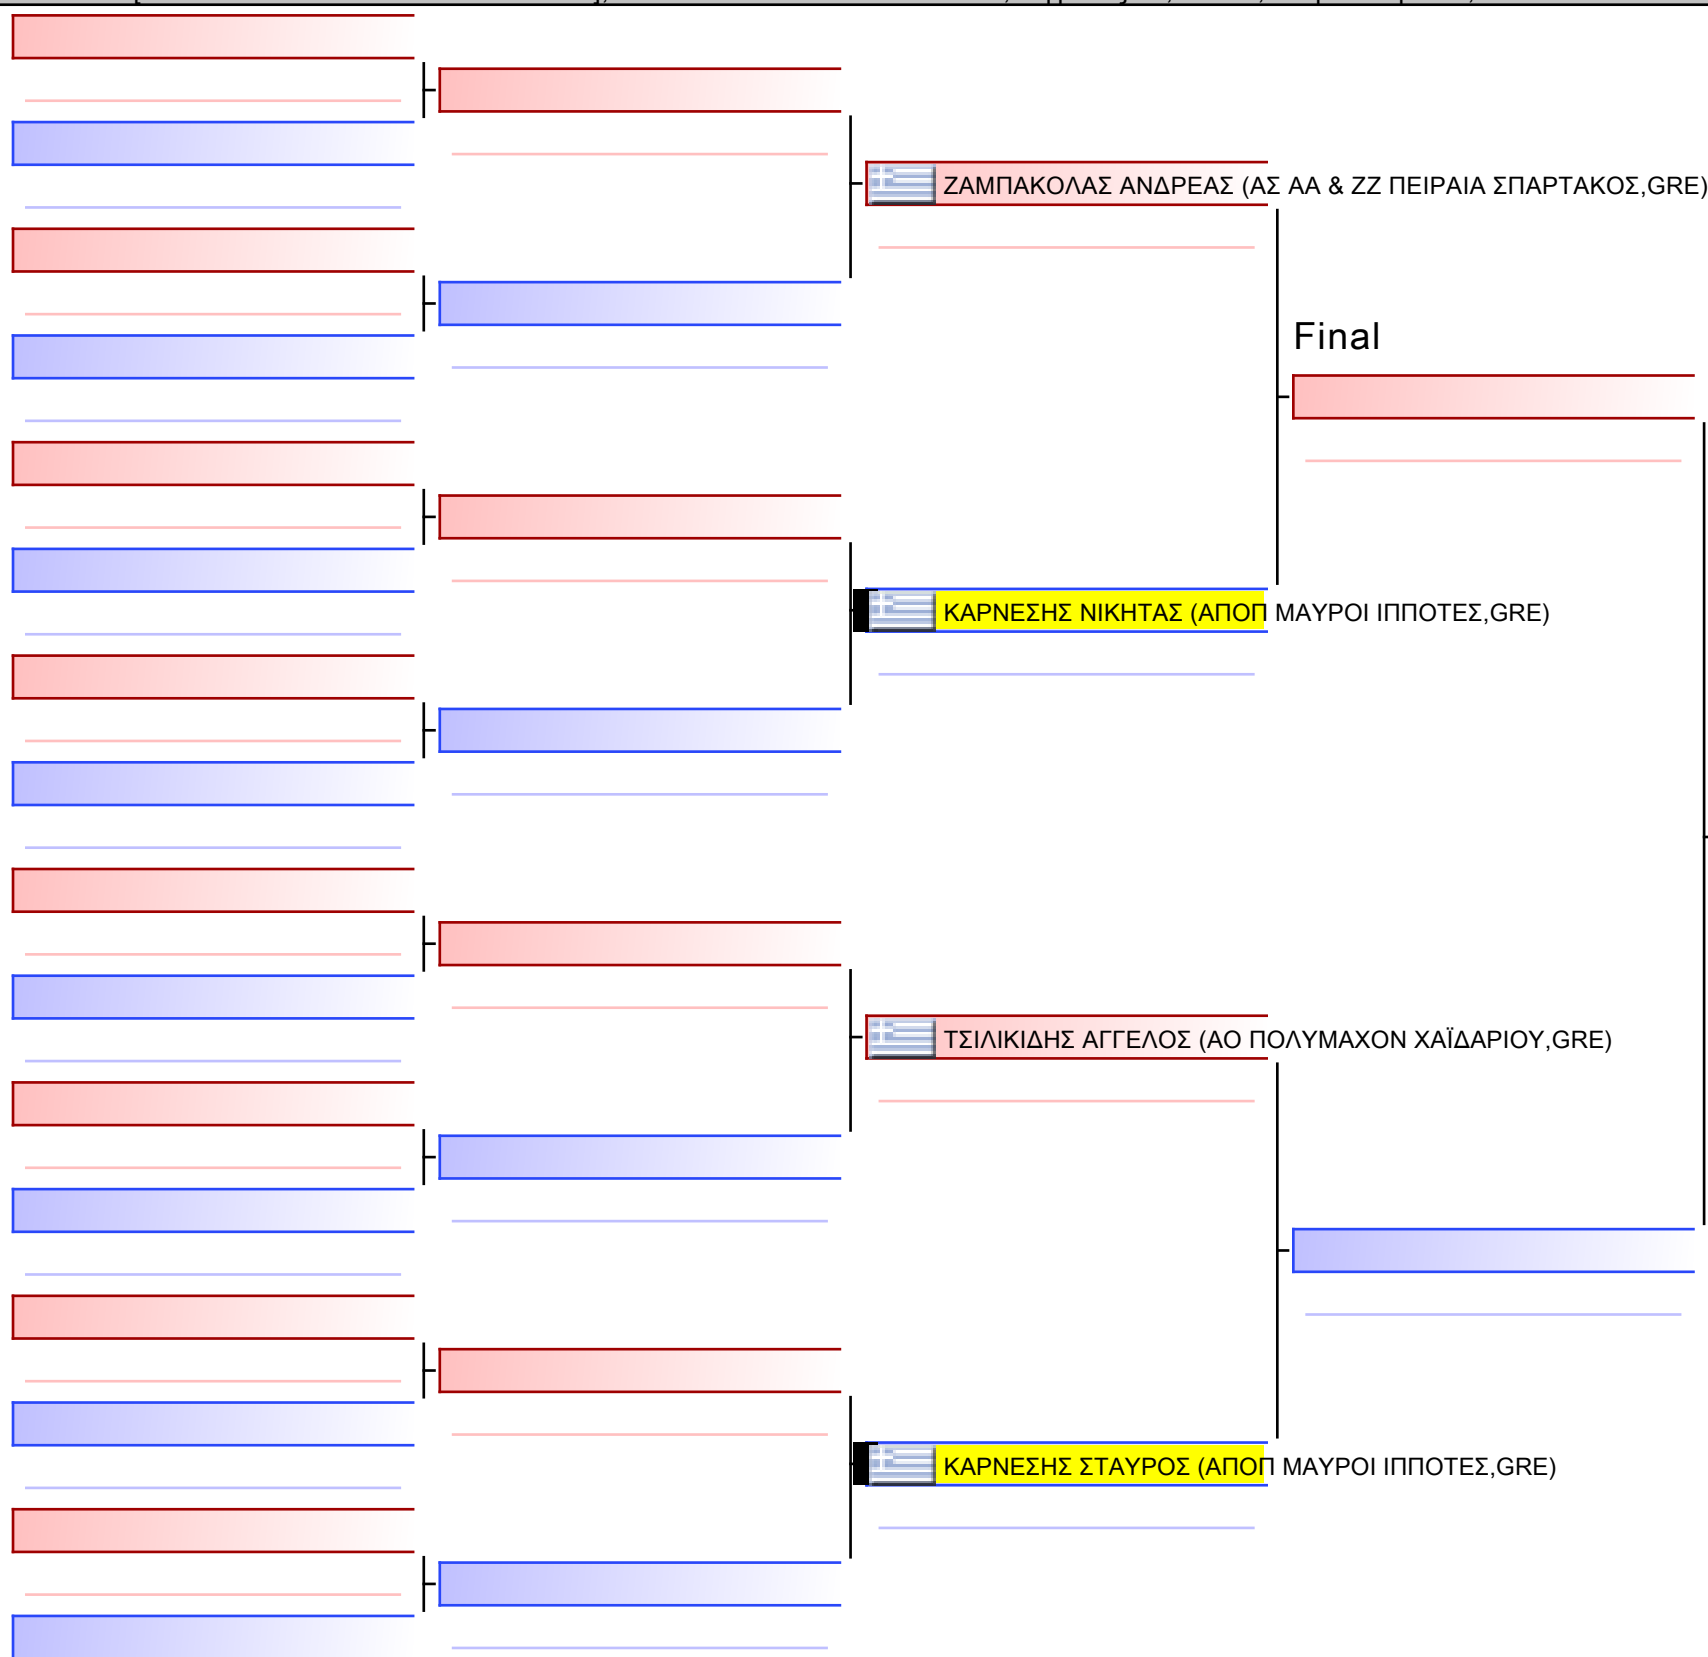 ΖΑΜΠΑΚΟΛΑΣ ΑΝΔΡΕΑΣ (ΑΣ ΑΑ & ΖΖ ΠΕΙΡΑΙΑ ΣΠΑΡΤΑΚΟΣ,GRE)
Final
ΚΑΡΝΕΣΗΣ ΝΙΚΗΤΑΣ (ΑΠΟΠ ΜΑΥΡΟΙ ΙΠΠΟΤΕΣ,GRE)
ΤΣΙΛΙΚΙΔΗΣ ΑΓΓΕΛΟΣ (ΑΟ ΠΟΛΥΜΑΧΟΝ ΧΑΪΔΑΡΙΟΥ,GRE)
ΚΑΡΝΕΣΗΣ ΣΤΑΥΡΟΣ (ΑΠΟΠ ΜΑΥΡΟΙ ΙΠΠΟΤΕΣ,GRE)